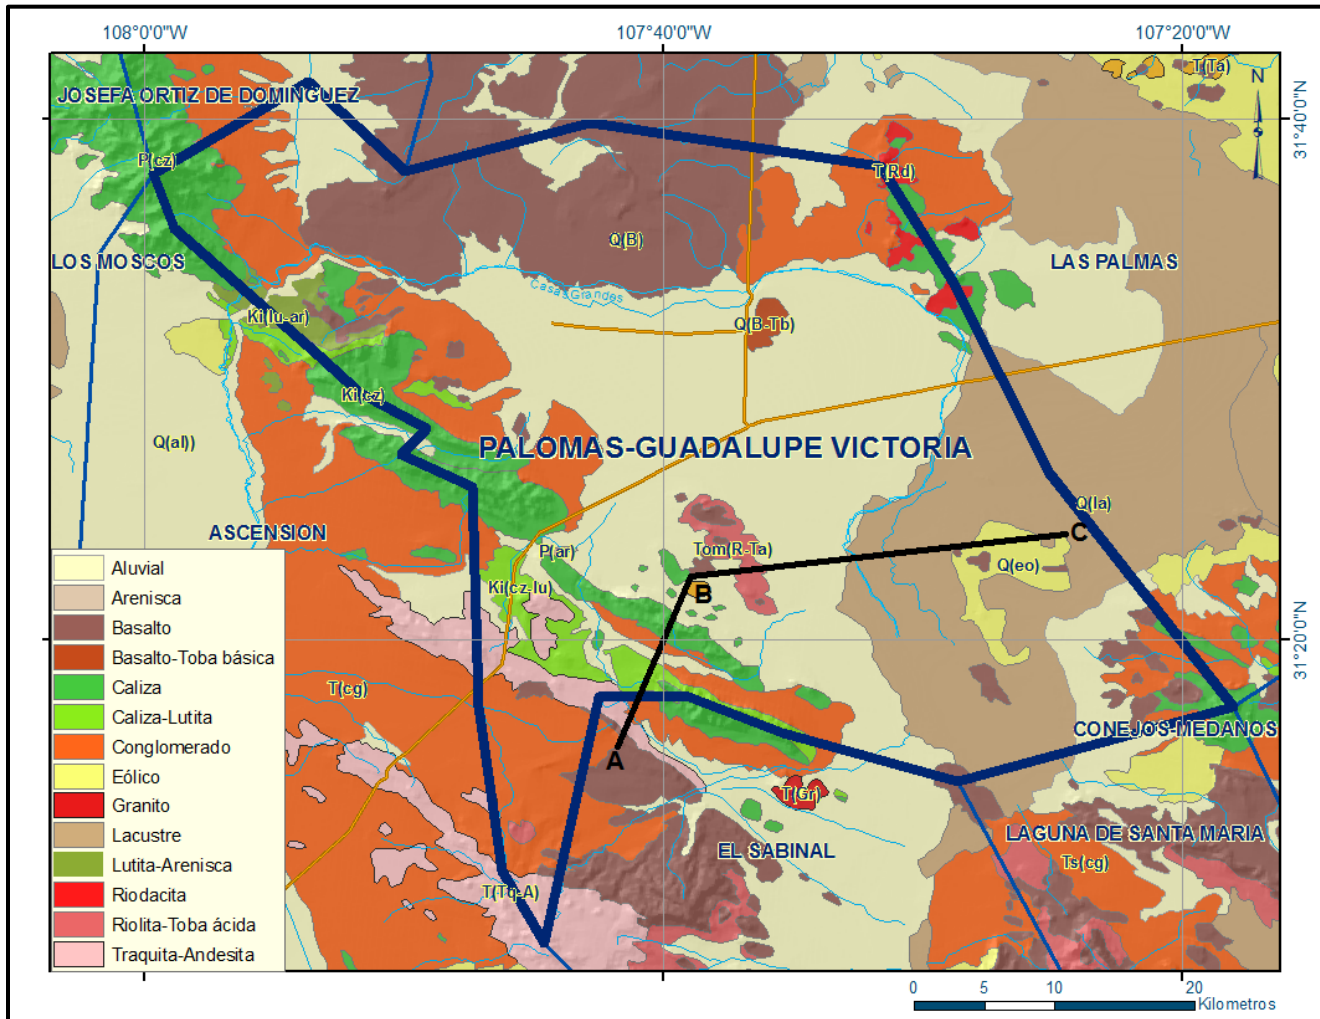 108°0'0"W
107°40'0"W
107°20'0"W
T(Ta)
N
JOSEFA ORTIZ DE DOMINGUEZ
31°40'0"N
P(cz)
T(Rd)
Q(B)
LOS MOSCOS
LAS PALMAS
Casas Grandes
Ki(lu-ar)
Q(B-Tb)
Ki(cz)
Q(al))
PALOMAS-GUADALUPE VICTORIA
Q(la)
ASCENSION
C
P(ar)
Tom(R-Ta)
Q(eo)
Ki(cz-lu)
B
31°20'0"N
T(cg)
CONEJOS-MEDANOS
A
T(Gr)
LAGUNA DE SANTA MARIA
EL SABINAL
Ts(cg)
T(Tq-A)
Aluvial
Arenisca
Basalto
Basalto-Toba básica
Caliza
Caliza-Lutita
Conglomerado
Eólico
Granito
Lacustre
Lutita-Arenisca
Riodacita
Riolita-Toba ácida
Traquita-Andesita
0 5 10 20
Kilometros